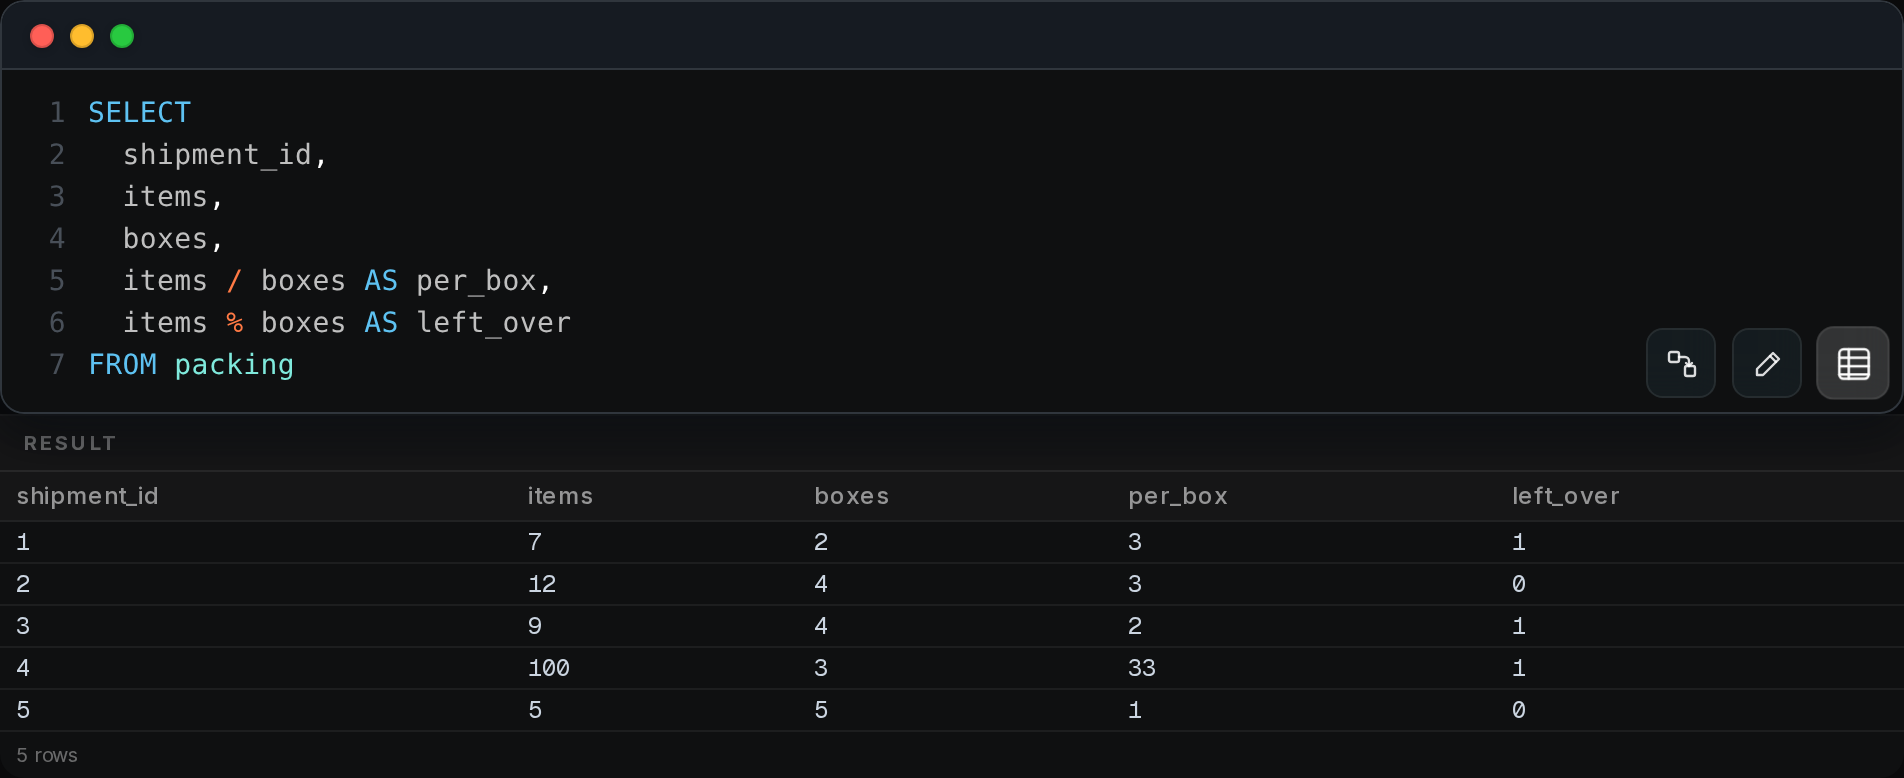 1 SELECT
2   shipment_id,
3   items,
4   boxes,
5   items / boxes AS per_box,
6   items % boxes AS left_over
7 FROM packing
RESULT
shipment_id items boxes per_box left_over
1 7 2 3 1
2 12 4 3 0
3 9 4 2 1
4 100 3 33 1
5 5 5 1 0
5 rows